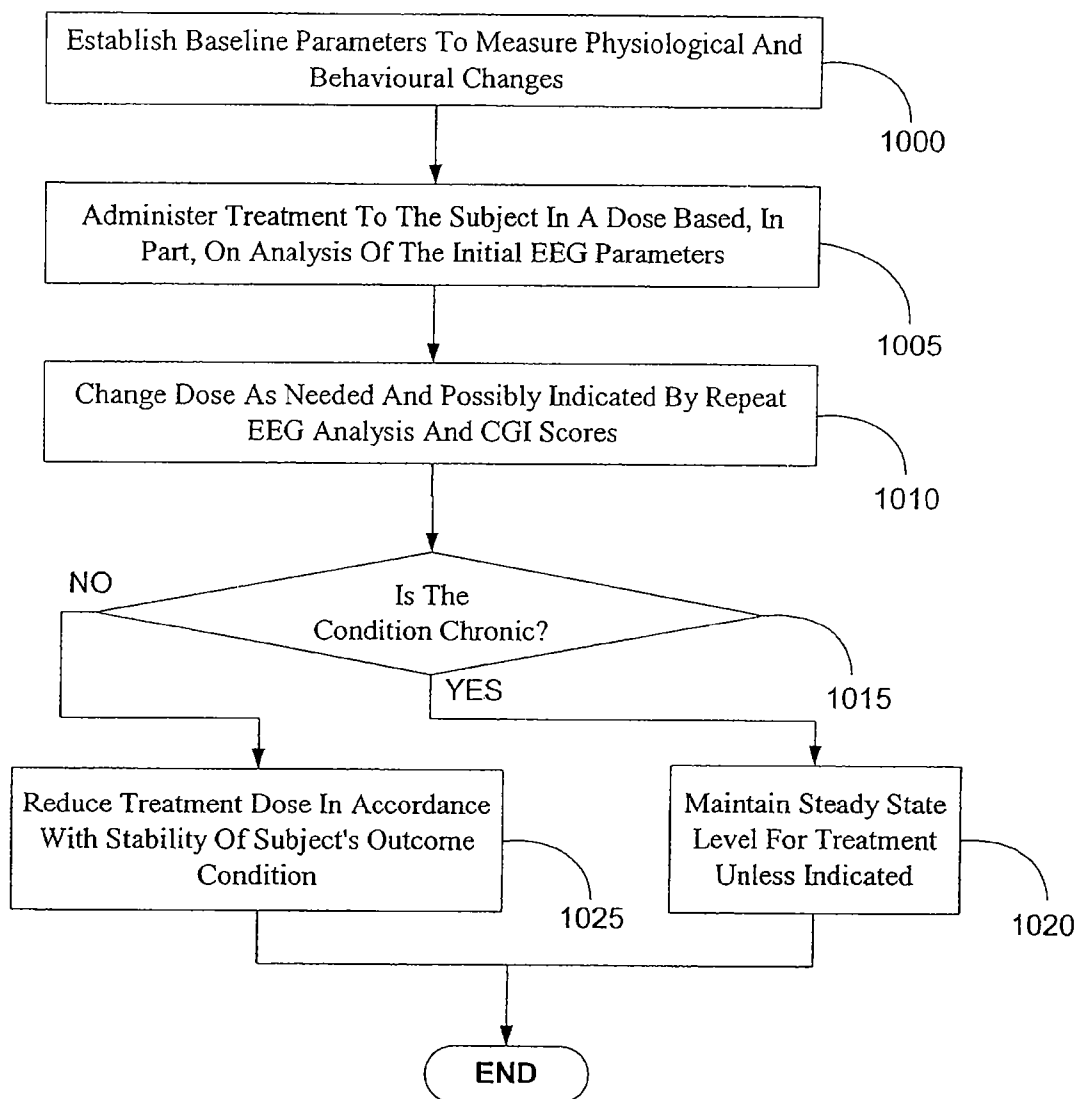 Establish Baseline Parameters To Measure Physiological And
Behavioural Changes
1000
Administer Treatment To The Subject In A Dose Based, In
Part, On Analysis Of The Initial EEG Parameters
1005
Change Dose As Needed And Possibly Indicated By Repeat
EEG Analysis And CGI Scores
1010
NO
Is The
Condition Chronic?
YES
1015
Reduce Treatment Dose In Accordance
With Stability Of Subject's Outcome
Condition
1025
Maintain Steady State
Level For Treatment
Unless Indicated
1020
END